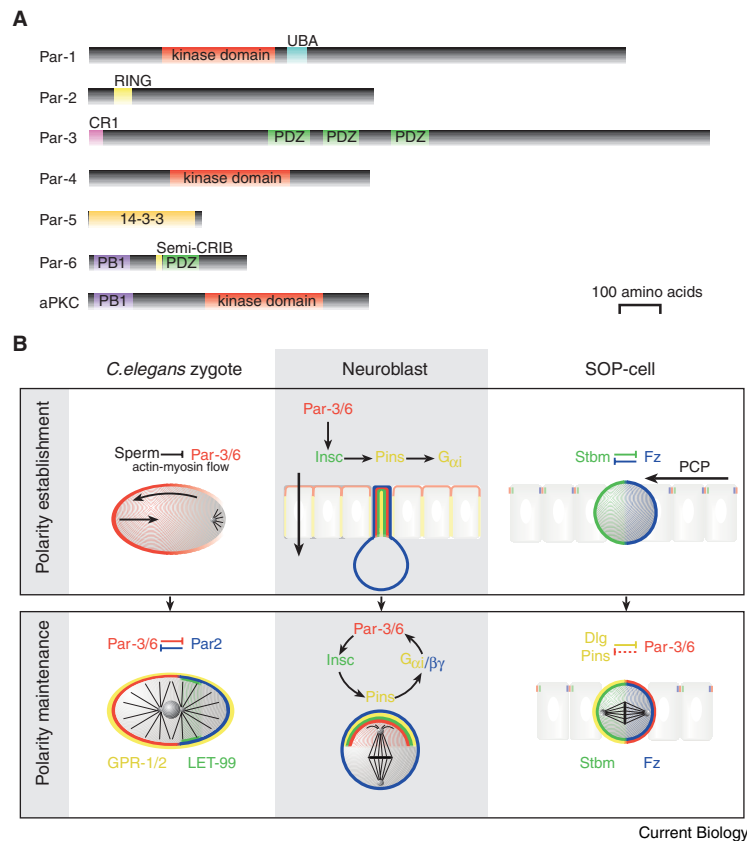 A
UBA
Par-1 kinase domain
RING
Par-2
CR1
Par-3 PDZ PDZ PDZ
Par-4 kinase domain
Par-5 14-3-3
Semi-CRIB
Par-6 PB1 PDZ
aPKC PB1 kinase domain
100 amino acids
B
C.elegans zygote Neuroblast SOP-cell
Polarity establishment
Sperm Par-3/6
actin-myosin flow
Par-3/6
Insc Pins Gαi
Stbm Fz
PCP
Polarity maintenance
Par-3/6 Par2
GPR-1/2 LET-99
Par-3/6
Insc Gαi/βγ
Pins
Dlg
Pins Par-3/6
Stbm Fz
Current Biology